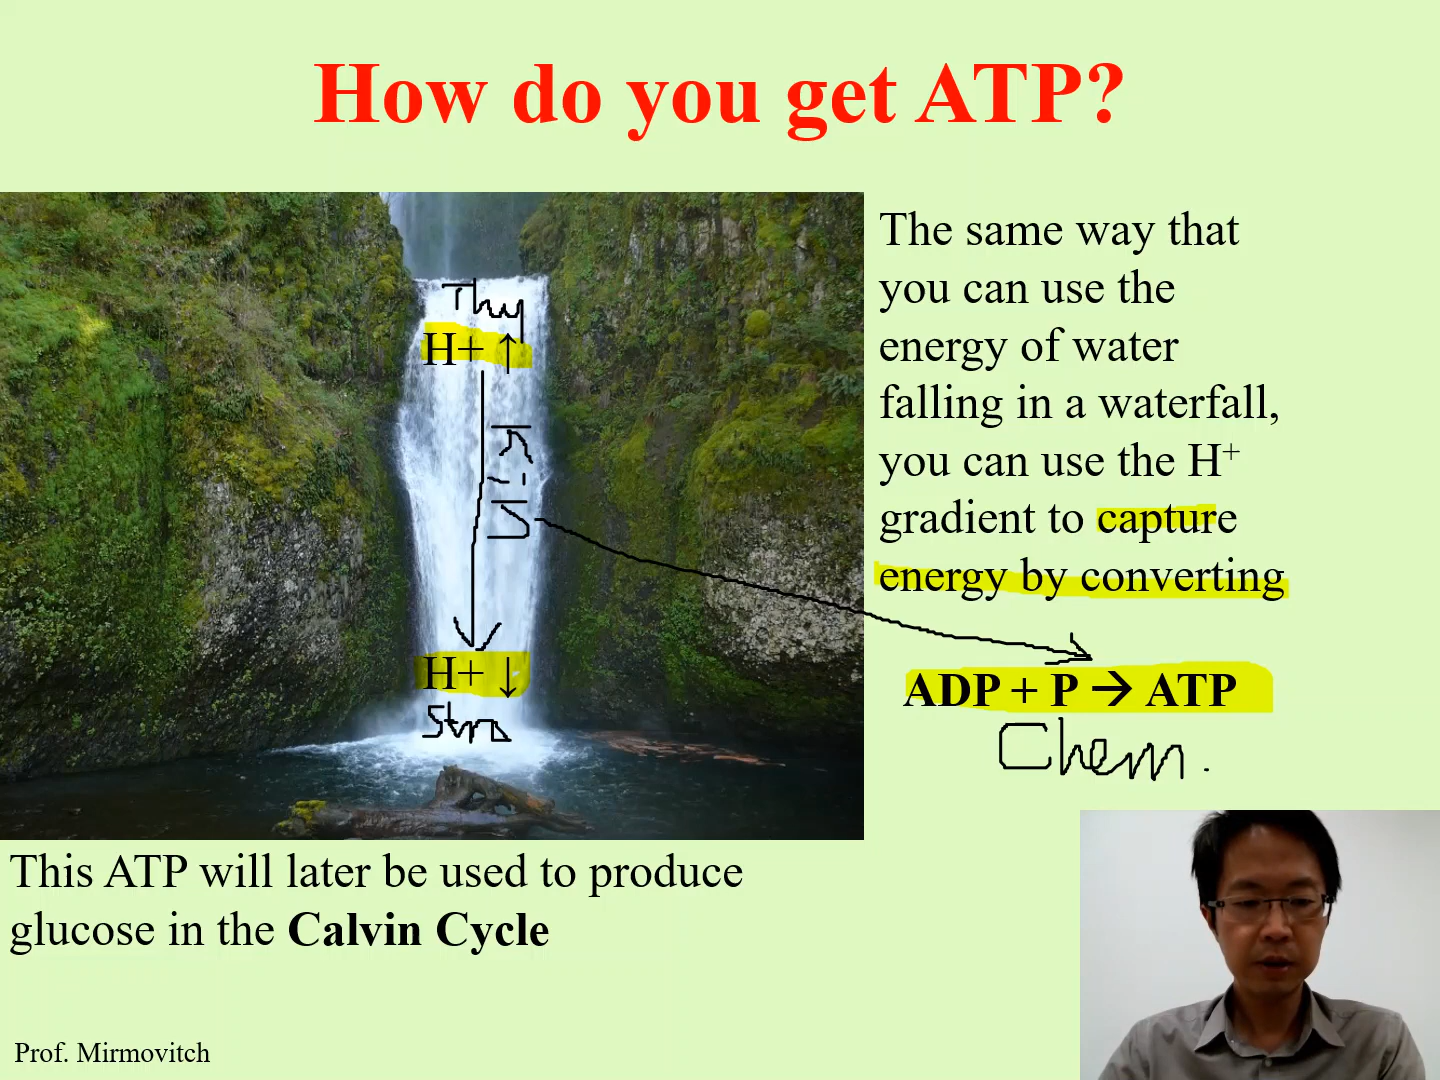 How do you get ATP?
Thy
H+ ↑
H+ ↓
The same way that
you can use the
energy of water
falling in a waterfall,
you can use the H⁺
gradient to capture
energy by converting
ADP + P → ATP
Chem.
This ATP will later be used to produce
glucose in the Calvin Cycle
Prof. Mirmovitch